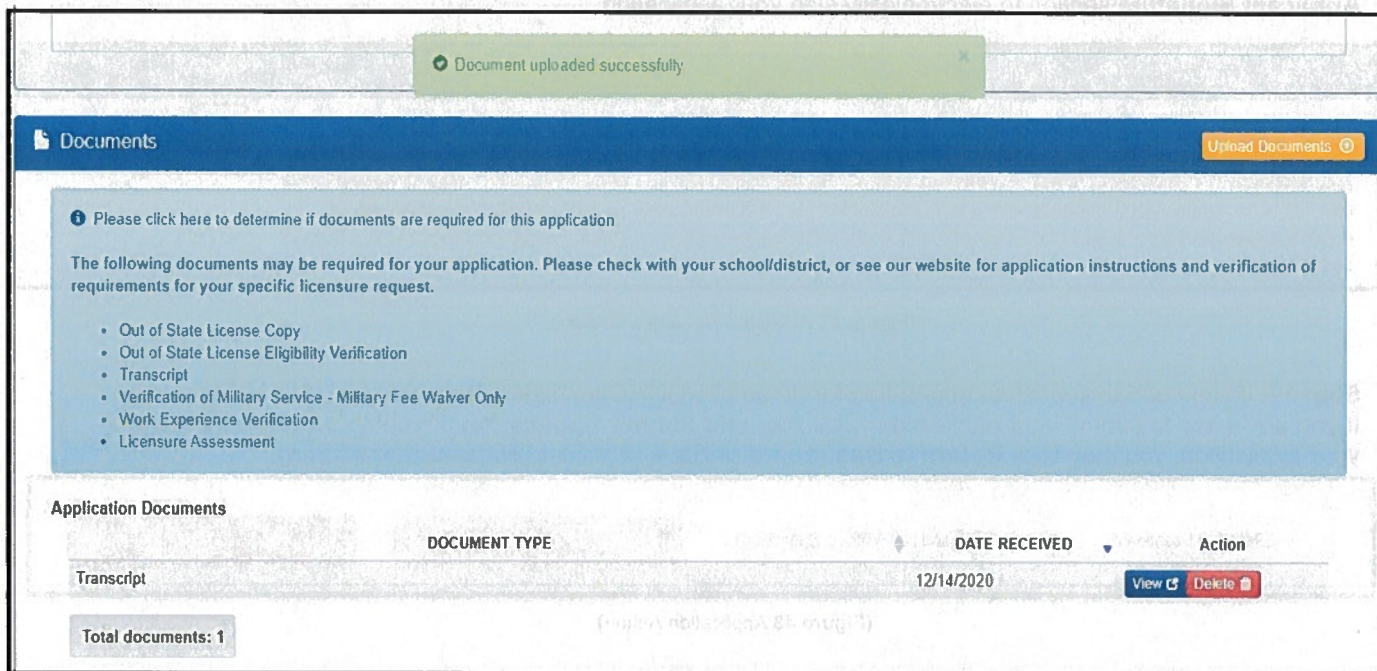 Document uploaded successfully ×
Documents
Upload Documents
Please click here to determine if documents are required for this application
The following documents may be required for your application. Please check with your school/district, or see our website for application instructions and verification of
requirements for your specific licensure request.
• Out of State License Copy
• Out of State License Eligibility Verification
• Transcript
• Verification of Military Service - Military Fee Waiver Only
• Work Experience Verification
• Licensure Assessment
Application Documents
DOCUMENT TYPE DATE RECEIVED Action
Transcript 12/14/2020 View Delete
Total documents: 1